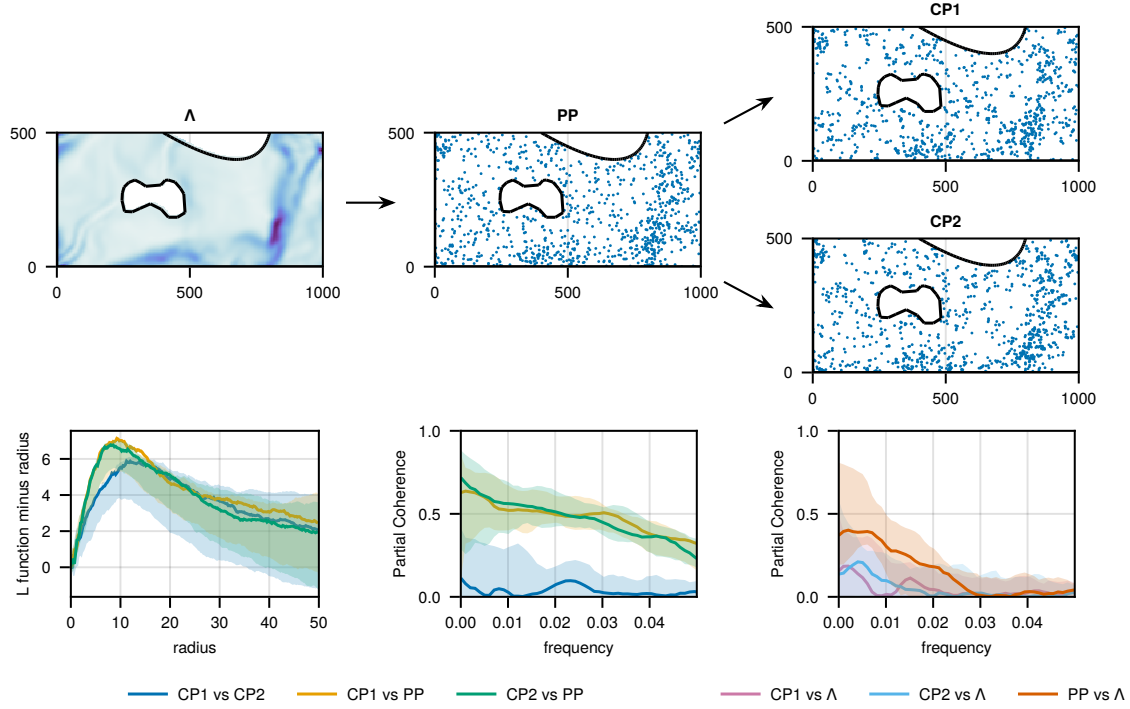 CP1
500
0
0 500 1000
Λ
500
0
0 500 1000
PP
500
0
0 500 1000
CP2
500
0
0 500 1000
L function minus radius
6
4
2
0
0 10 20 30 40 50
radius
Partial Coherence
1.0
0.5
0.0
0.00 0.01 0.02 0.03 0.04
frequency
Partial Coherence
1.0
0.5
0.0
0.00 0.01 0.02 0.03 0.04
frequency
CP1 vs CP2 CP1 vs PP CP2 vs PP
CP1 vs Λ CP2 vs Λ PP vs Λ